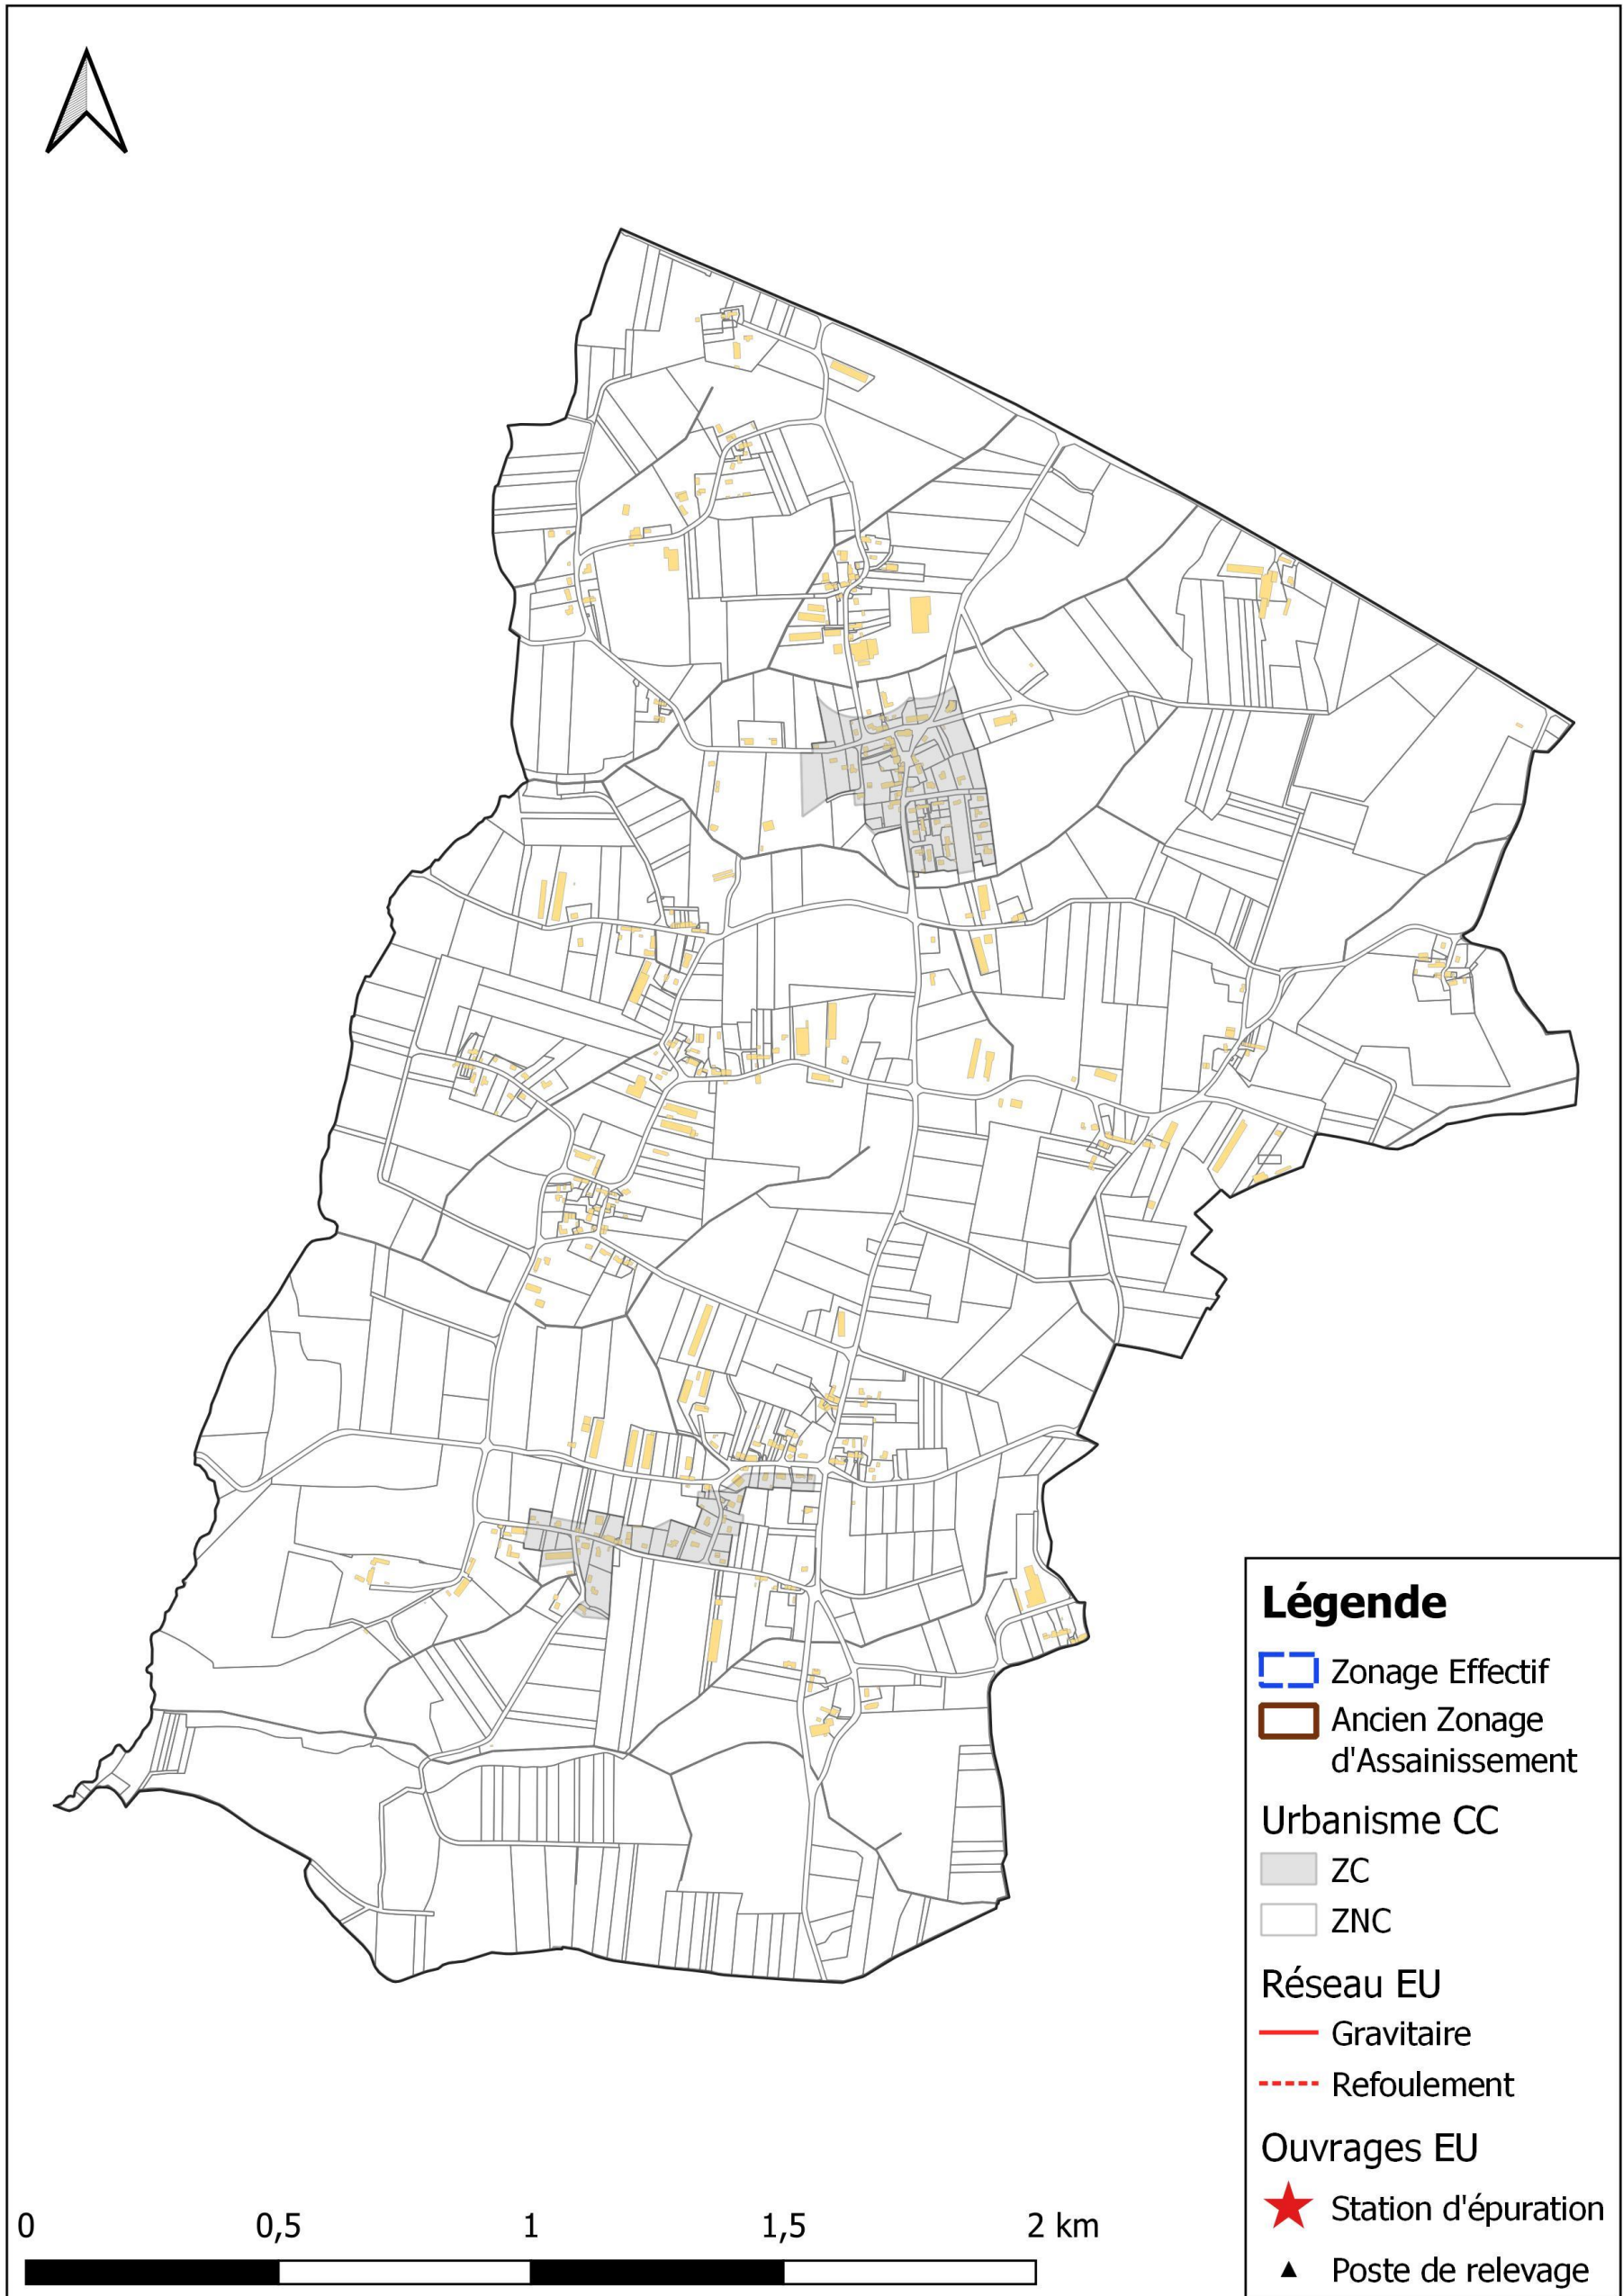 Légende
Zonage Effectif
Ancien Zonage
d'Assainissement
Urbanisme CC
ZC
ZNC
Réseau EU
Gravitaire
Refoulement
Ouvrages EU
Station d'épuration
Poste de relevage
0 0,5 1 1,5 2 km